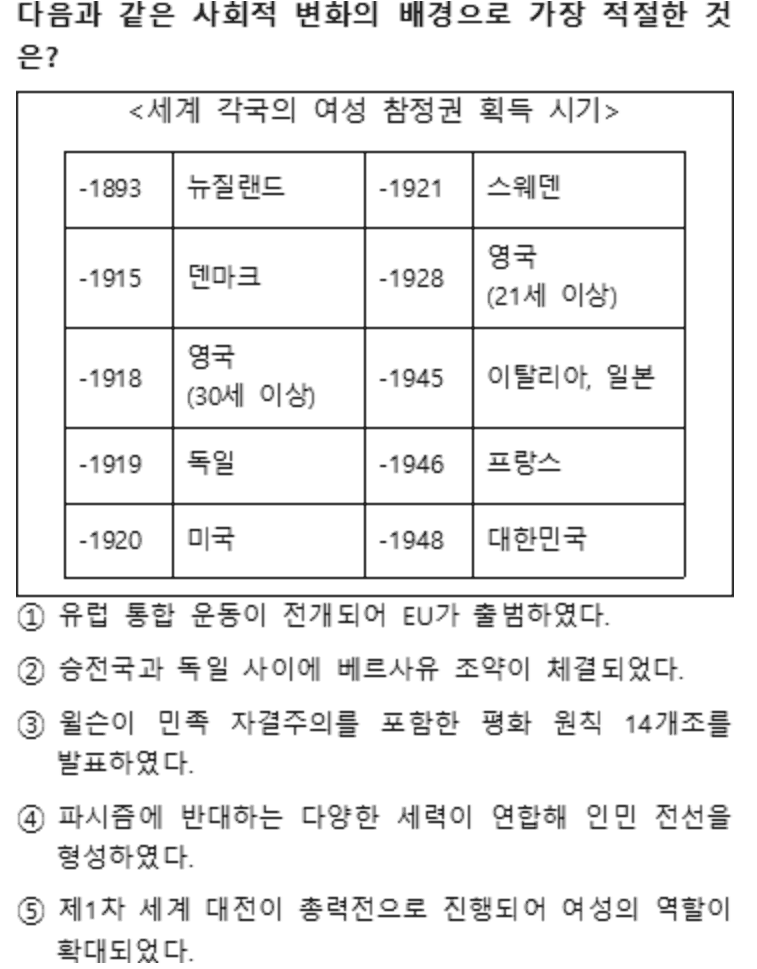 다음과 같은 사회적 변화의 배경으로 가장 적절한 것
은?
<세계 각국의 여성 참정권 획득 시기>
-1893 뉴질랜드 -1921 스웨덴
-1915 덴마크 -1928 영국
(21세 이상)
-1918 영국
(30세 이상) -1945 이탈리아, 일본
-1919 독일 -1946 프랑스
-1920 미국 -1948 대한민국
① 유럽 통합 운동이 전개되어 EU가 출범하였다.
② 승전국과 독일 사이에 베르사유 조약이 체결되었다.
③ 윌슨이 민족 자결주의를 포함한 평화 원칙 14개조를
발표하였다.
④ 파시즘에 반대하는 다양한 세력이 연합해 인민 전선을
형성하였다.
⑤ 제1차 세계 대전이 총력전으로 진행되어 여성의 역할이
확대되었다.